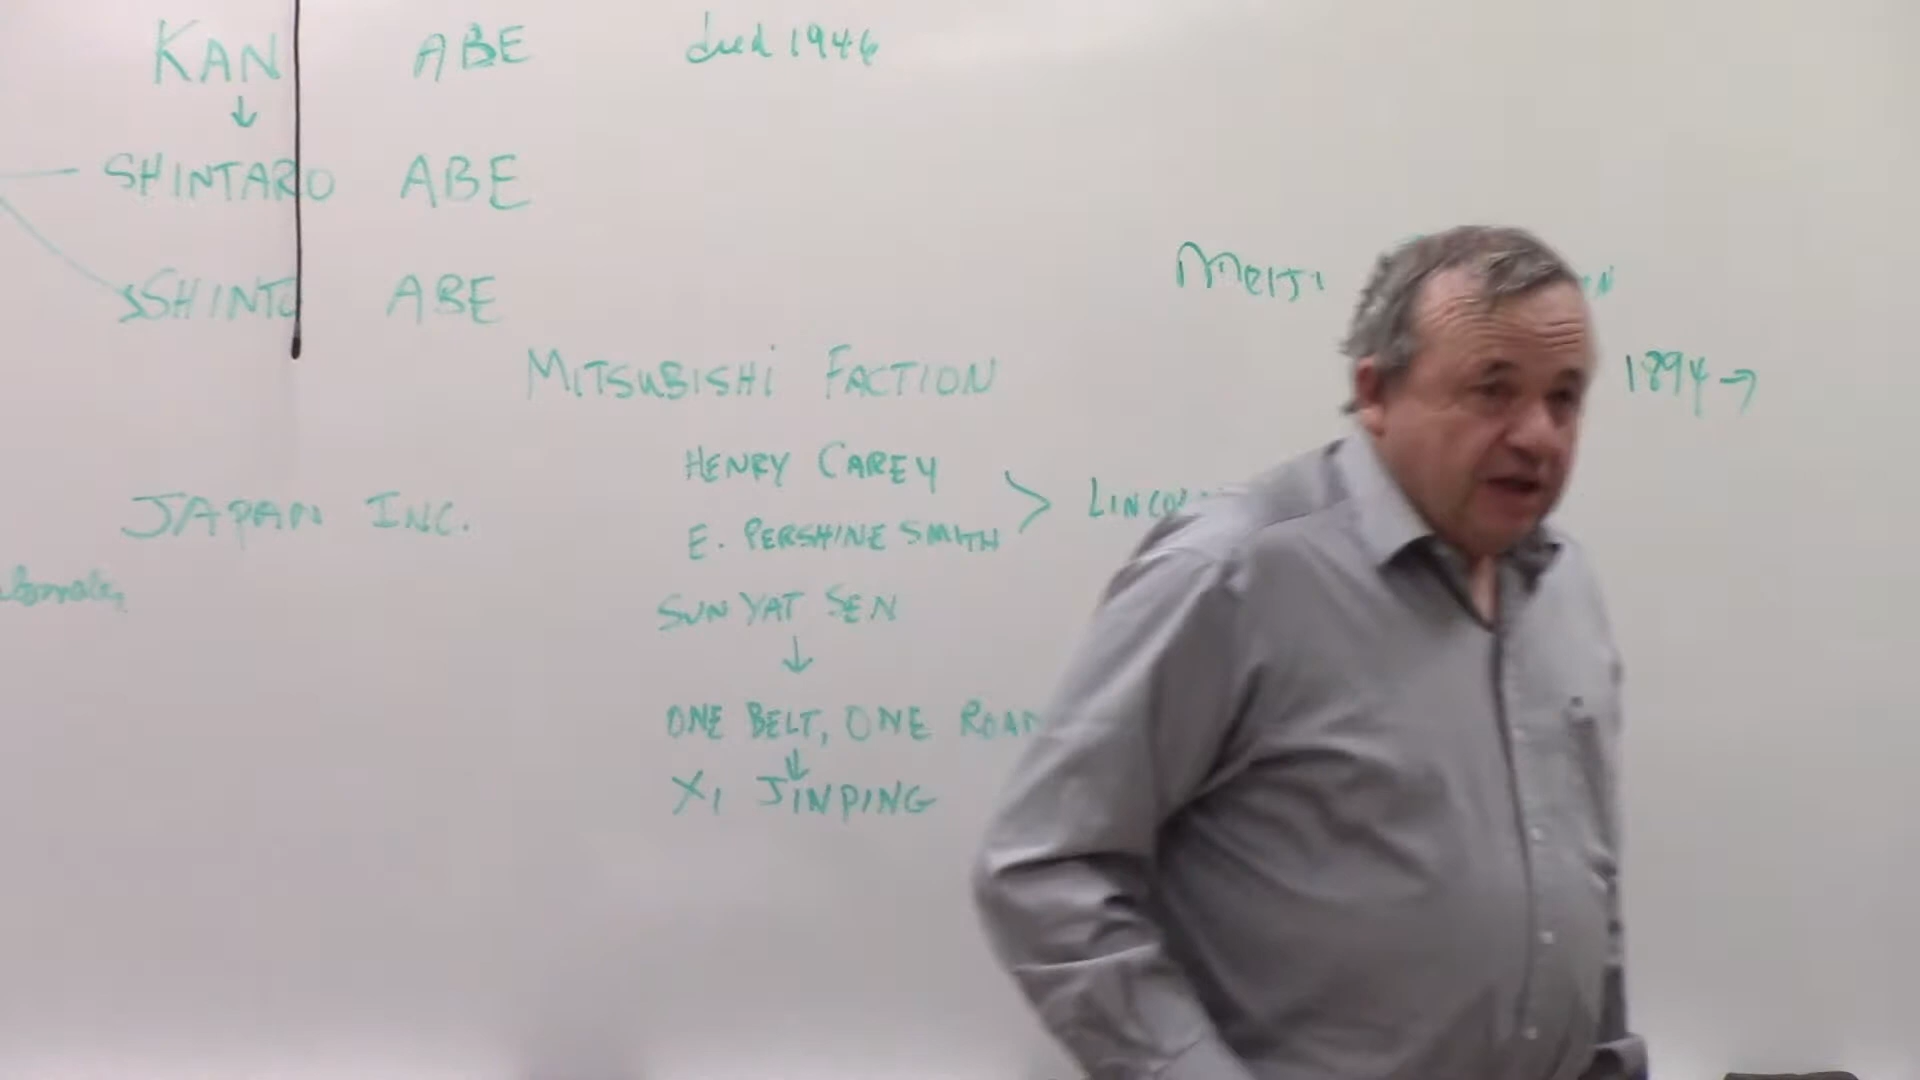 KAN ABE died 1946
↓
SHINTARO ABE
SHINTO ABE
MEIJI
1894 →
MITSUBISHI FACTION
HENRY CAREY
E. PERSHINE SMITH >
JAPAN INC.
SUN YAT SEN
↓
ONE BELT, ONE ROAD
↓
XI JINPING